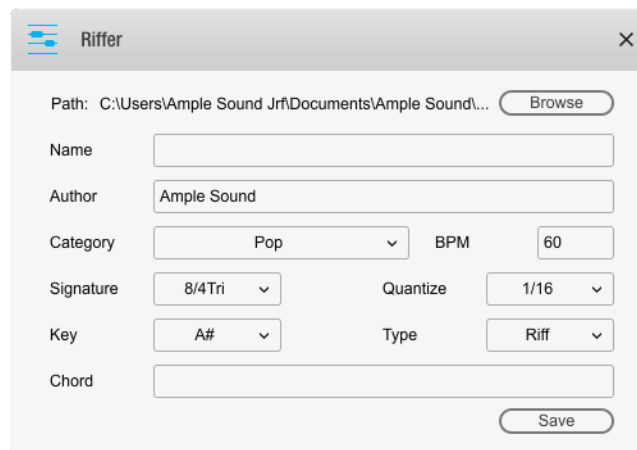 Riffer
Path: C:\Users\Ample Sound Jrf\Documents\Ample Sound\... Browse
Name
Author Ample Sound
Category Pop BPM 60
Signature 8/4Tri Quantize 1/16
Key A# Type Riff
Chord
Save